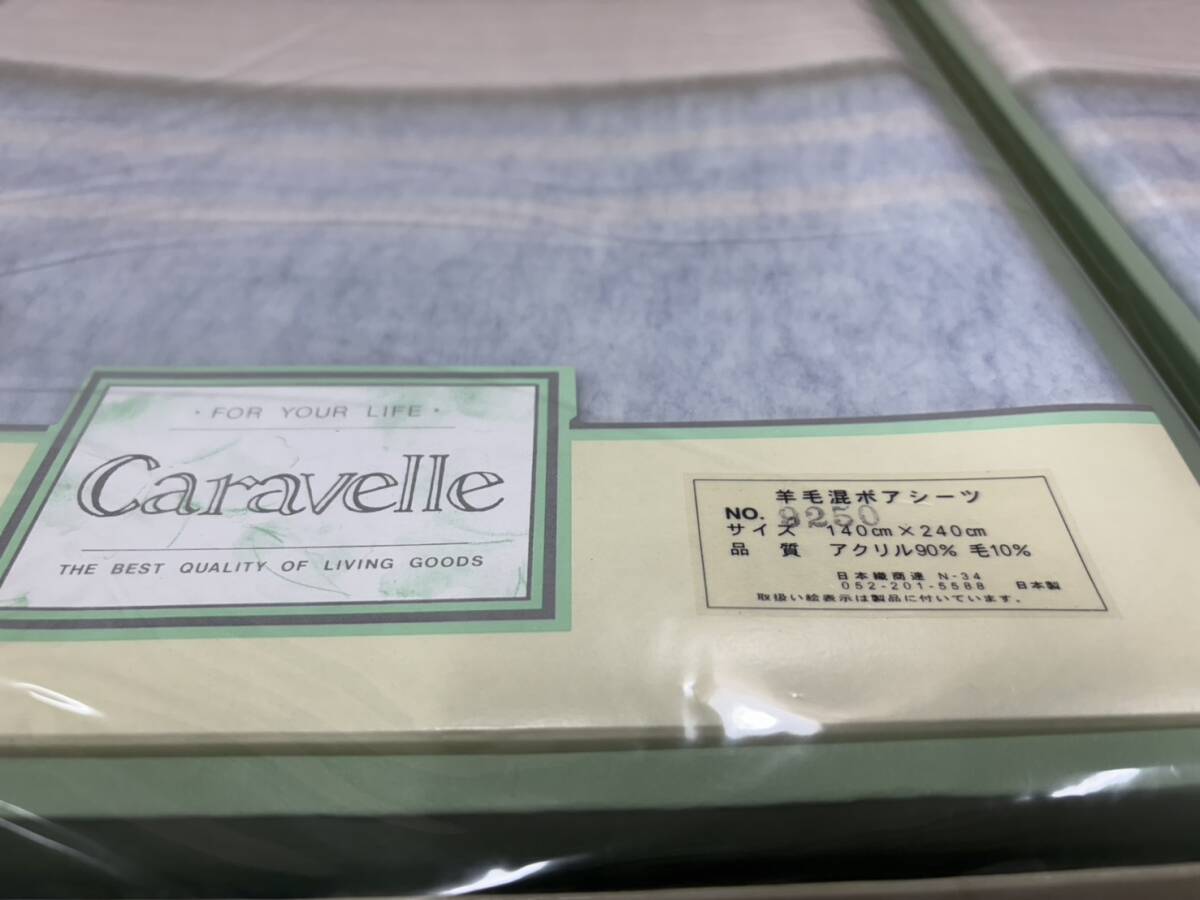 ・FOR YOUR LIFE・
Caravelle
THE BEST QUALITY OF LIVING GOODS
羊毛混ボアシーツ
NO. 9250
サイズ 140㎝×240㎝
品質 アクリル90% 毛10%
日本織商連 N-34
052-201-5588 日本製
取扱い絵表示は製品に付いています。